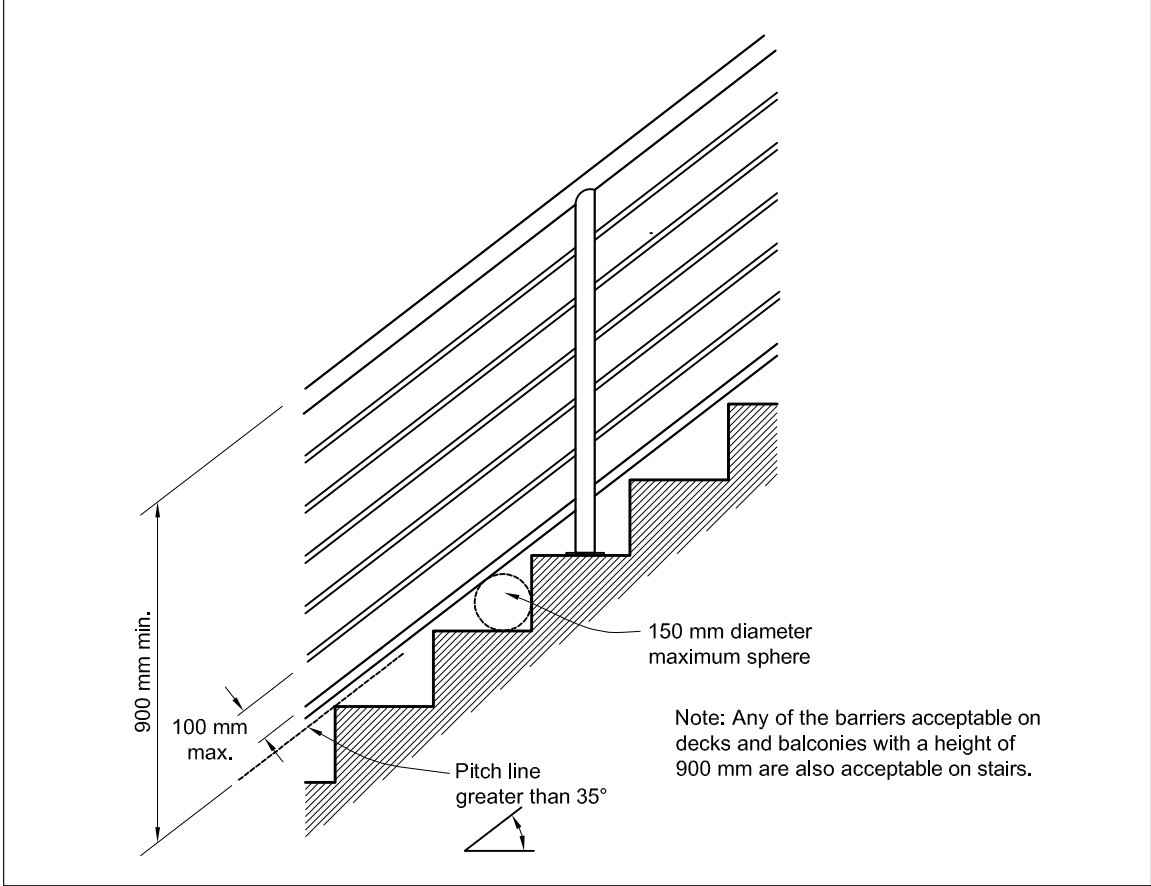 900 mm min.
100 mm
max.
150 mm diameter
maximum sphere
Note: Any of the barriers acceptable on
decks and balconies with a height of
900 mm are also acceptable on stairs.
Pitch line
greater than 35°